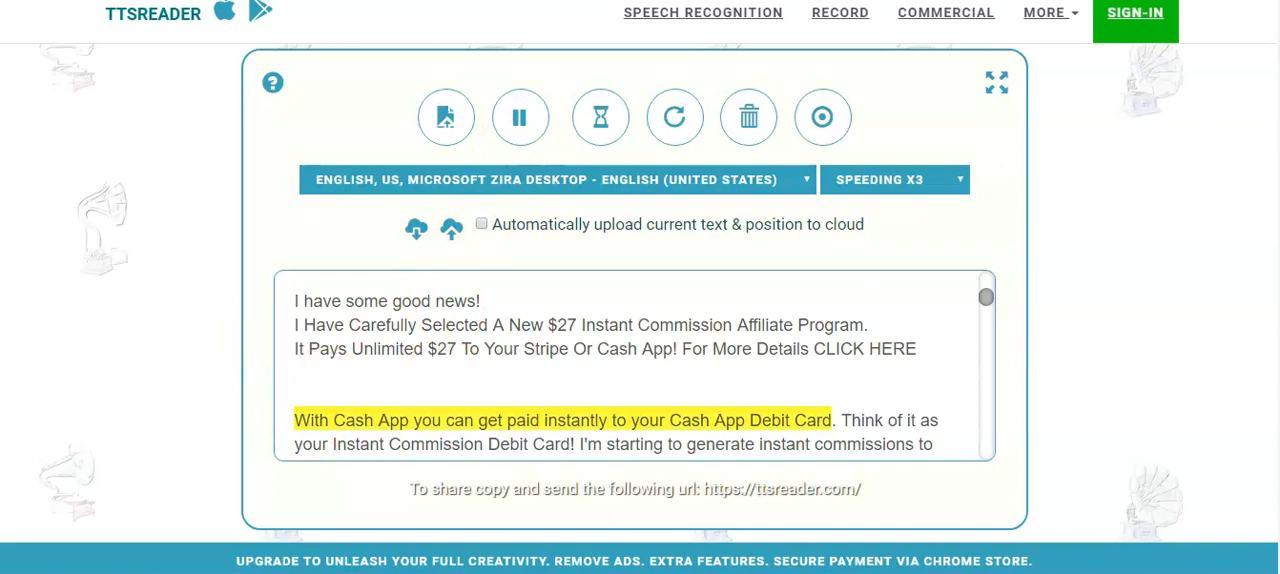 TTSREADER
SPEECH RECOGNITION RECORD COMMERCIAL MORE SIGN-IN
?
ENGLISH, US, MICROSOFT ZIRA DESKTOP - ENGLISH (UNITED STATES) SPEEDING X3
Automatically upload current text & position to cloud
I have some good news!
I Have Carefully Selected A New $27 Instant Commission Affiliate Program.
It Pays Unlimited $27 To Your Stripe Or Cash App! For More Details CLICK HERE
With Cash App you can get paid instantly to your Cash App Debit Card. Think of it as
your Instant Commission Debit Card! I'm starting to generate instant commissions to
To share copy and send the following url: https://ttsreader.com/
UPGRADE TO UNLEASH YOUR FULL CREATIVITY. REMOVE ADS. EXTRA FEATURES. SECURE PAYMENT VIA CHROME STORE.